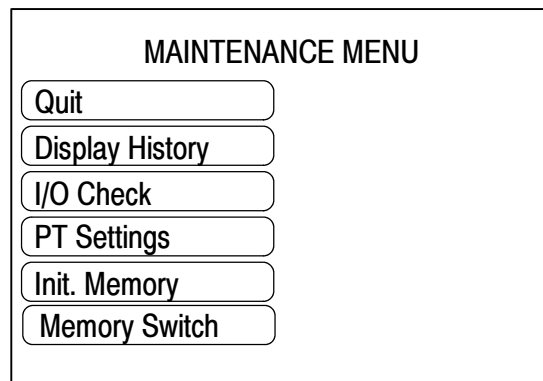 MAINTENANCE MENU
Quit
Display History
I/O Check
PT Settings
Init. Memory
Memory Switch